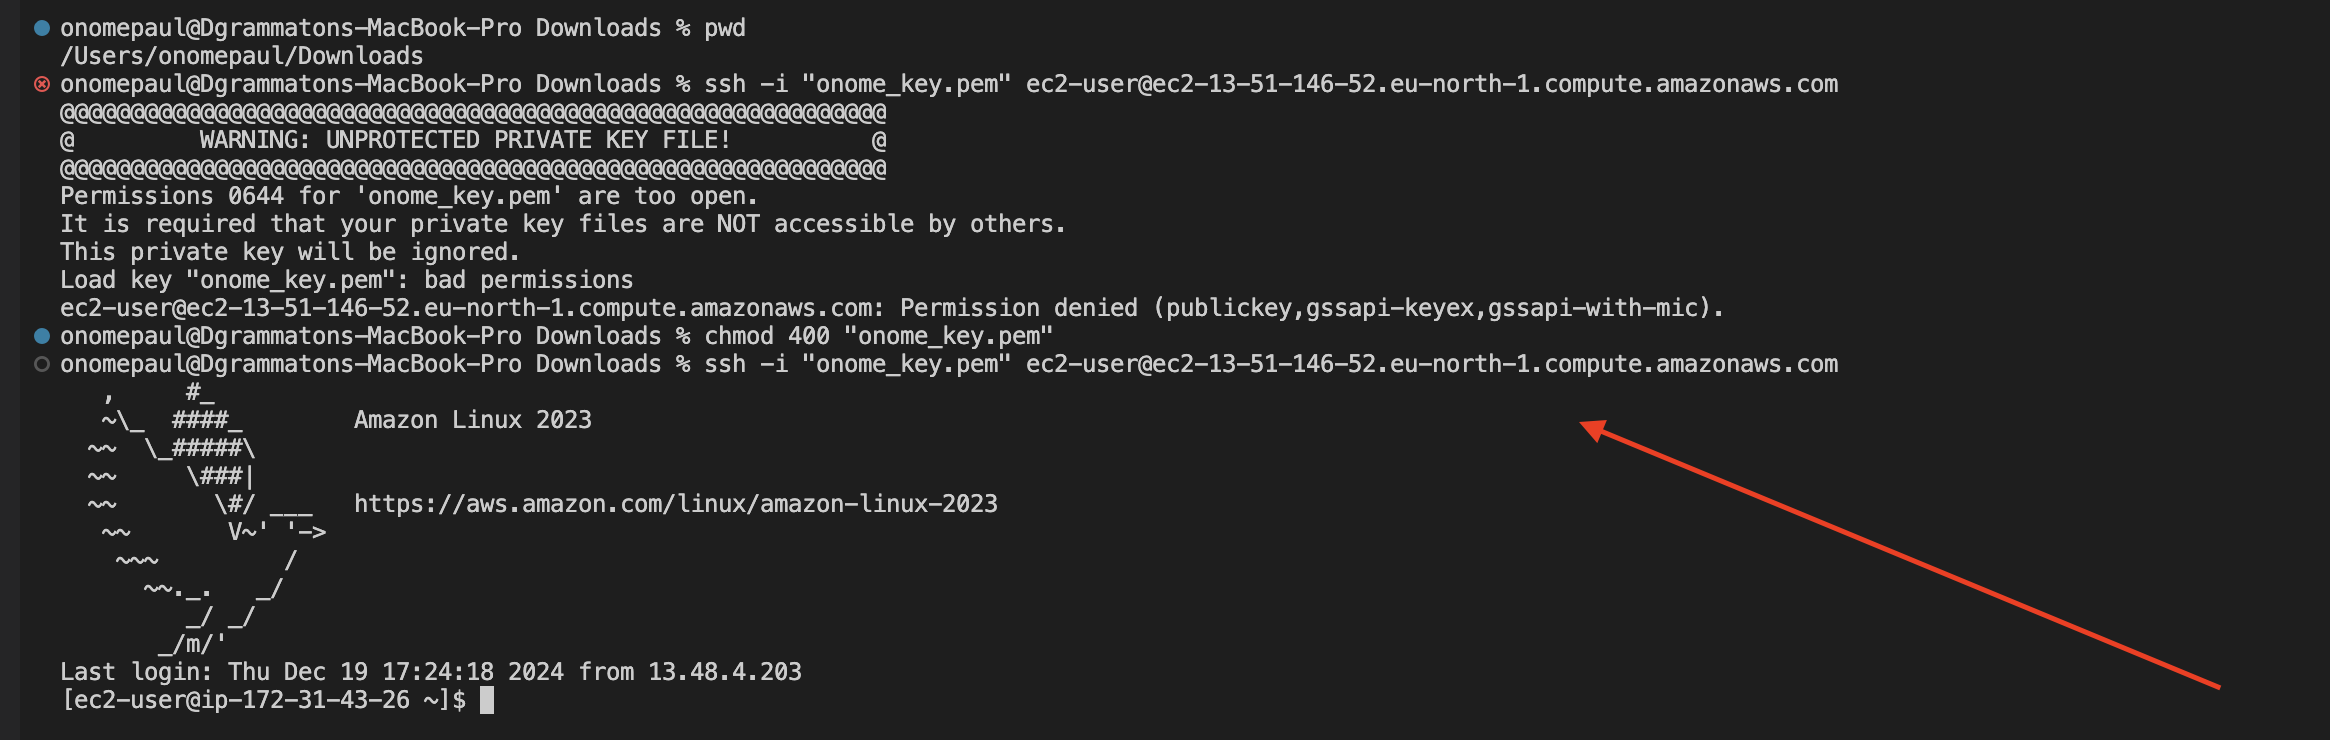 onomepaul@Dgrammatons-MacBook-Pro Downloads % pwd
/Users/onomepaul/Downloads
onomepaul@Dgrammatons-MacBook-Pro Downloads % ssh -i "onome_key.pem" ec2-user@ec2-13-51-146-52.eu-north-1.compute.amazonaws.com
@@@@@@@@@@@@@@@@@@@@@@@@@@@@@@@@@@@@@@@@@@@@@@@@@@@@@@@@@@@
@         WARNING: UNPROTECTED PRIVATE KEY FILE!          @
@@@@@@@@@@@@@@@@@@@@@@@@@@@@@@@@@@@@@@@@@@@@@@@@@@@@@@@@@@@
Permissions 0644 for 'onome_key.pem' are too open.
It is required that your private key files are NOT accessible by others.
This private key will be ignored.
Load key "onome_key.pem": bad permissions
ec2-user@ec2-13-51-146-52.eu-north-1.compute.amazonaws.com: Permission denied (publickey,gssapi-keyex,gssapi-with-mic).
onomepaul@Dgrammatons-MacBook-Pro Downloads % chmod 400 "onome_key.pem"
onomepaul@Dgrammatons-MacBook-Pro Downloads % ssh -i "onome_key.pem" ec2-user@ec2-13-51-146-52.eu-north-1.compute.amazonaws.com
   ,     #_
   ~\_  ####_        Amazon Linux 2023
  ~~  \_#####\
  ~~     \###|
  ~~       \#/ ___   https://aws.amazon.com/linux/amazon-linux-2023
   ~~       V~' '->
    ~~~         /
      ~~._.   _/
         _/ _/
       _/m/'
Last login: Thu Dec 19 17:24:18 2024 from 13.48.4.203
[ec2-user@ip-172-31-43-26 ~]$